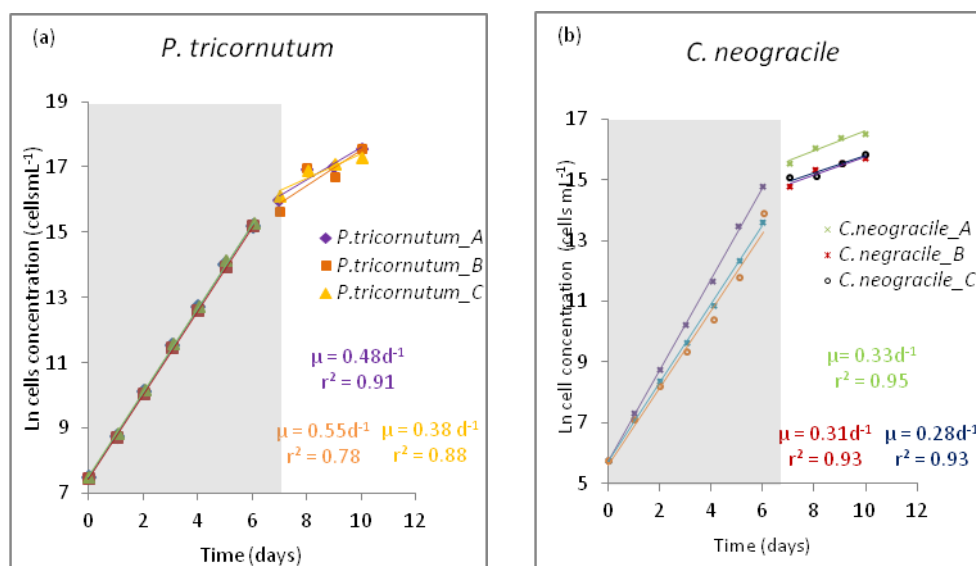 (a)
P. tricornutum
19
17
15
13
11
9
7
Ln cells concentration (cellsmL-1)
P.tricornutum_A
P.tricornutum_B
P.tricornutum_C
μ = 0.48d-1
r² = 0.91
μ = 0.55d-1 μ = 0.38 d-1
r² = 0.78 r² = 0.88
0 2 4 6 8 10 12
Time (days)
(b)
C. neogracile
17
15
13
11
9
7
5
Ln cell concentration (cells mL-1)
C.neogracile_A
C. negracile_B
C. neogracile_C
μ= 0.33d-1
r² = 0.95
μ = 0.31d-1 μ = 0.28d-1
r² = 0.93 r² = 0.93
0 2 4 6 8 10 12
Time (days)